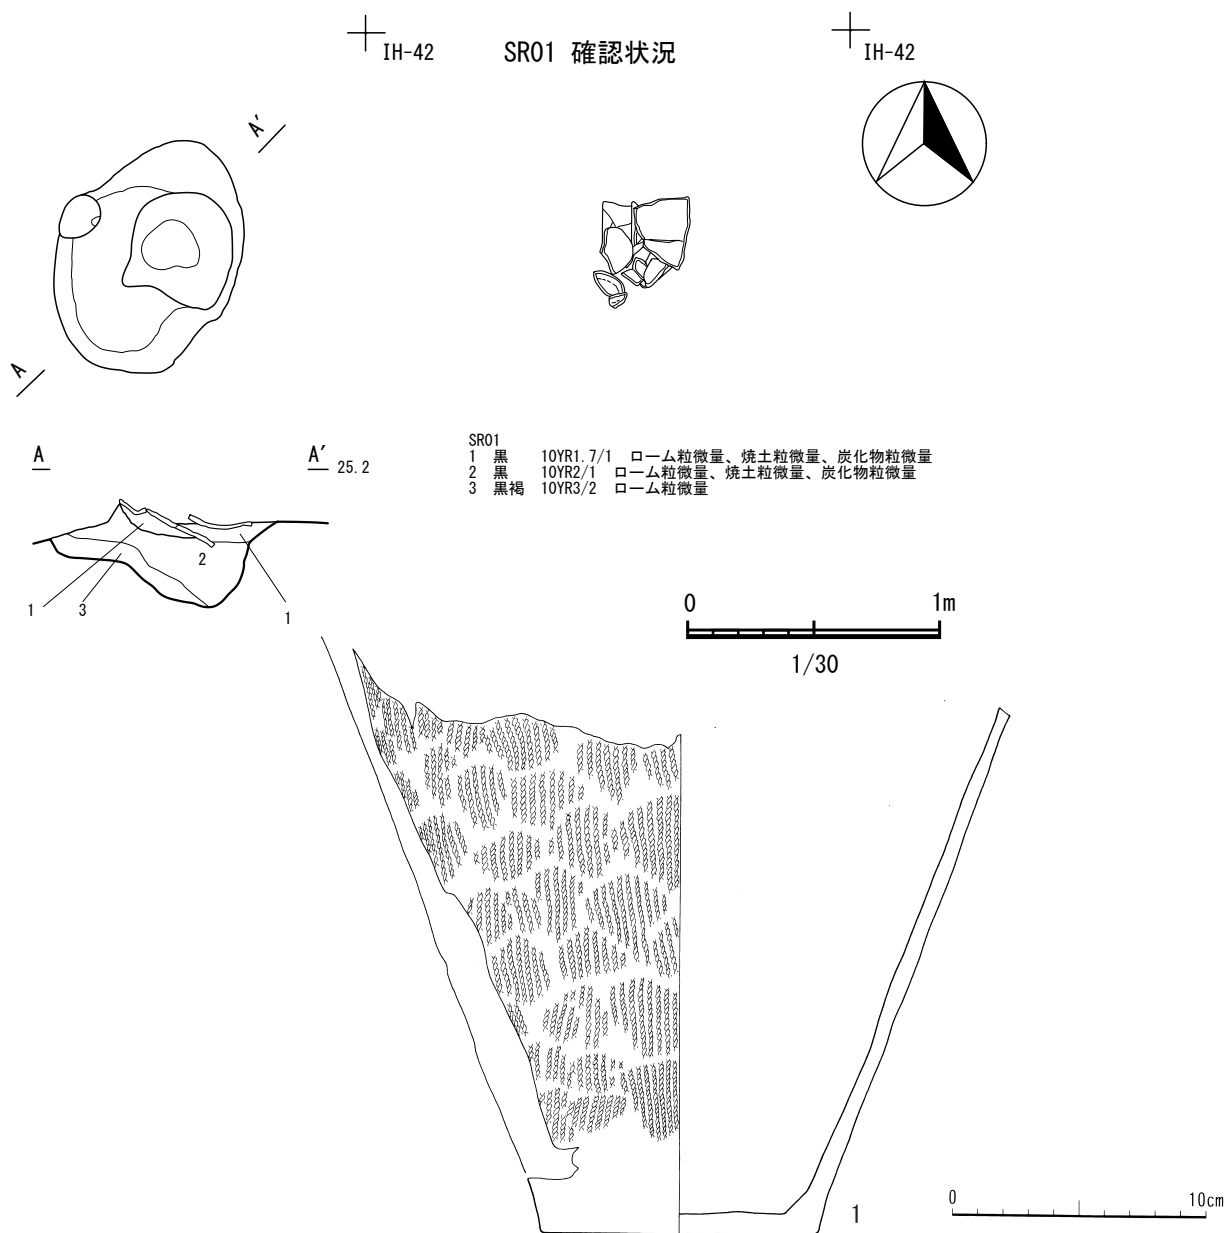 IH-42
SR01 確認状況
IH-42
A′
A
A
A′ 25.2
SR01
1 黒 10YR1.7/1 ローム粒微量、焼土粒微量、炭化物粒微量
2 黒 10YR2/1 ローム粒微量、焼土粒微量、炭化物粒微量
3 黒褐 10YR3/2 ローム粒微量
2
1
3
1
0 1m
1/30
1
0 10cm